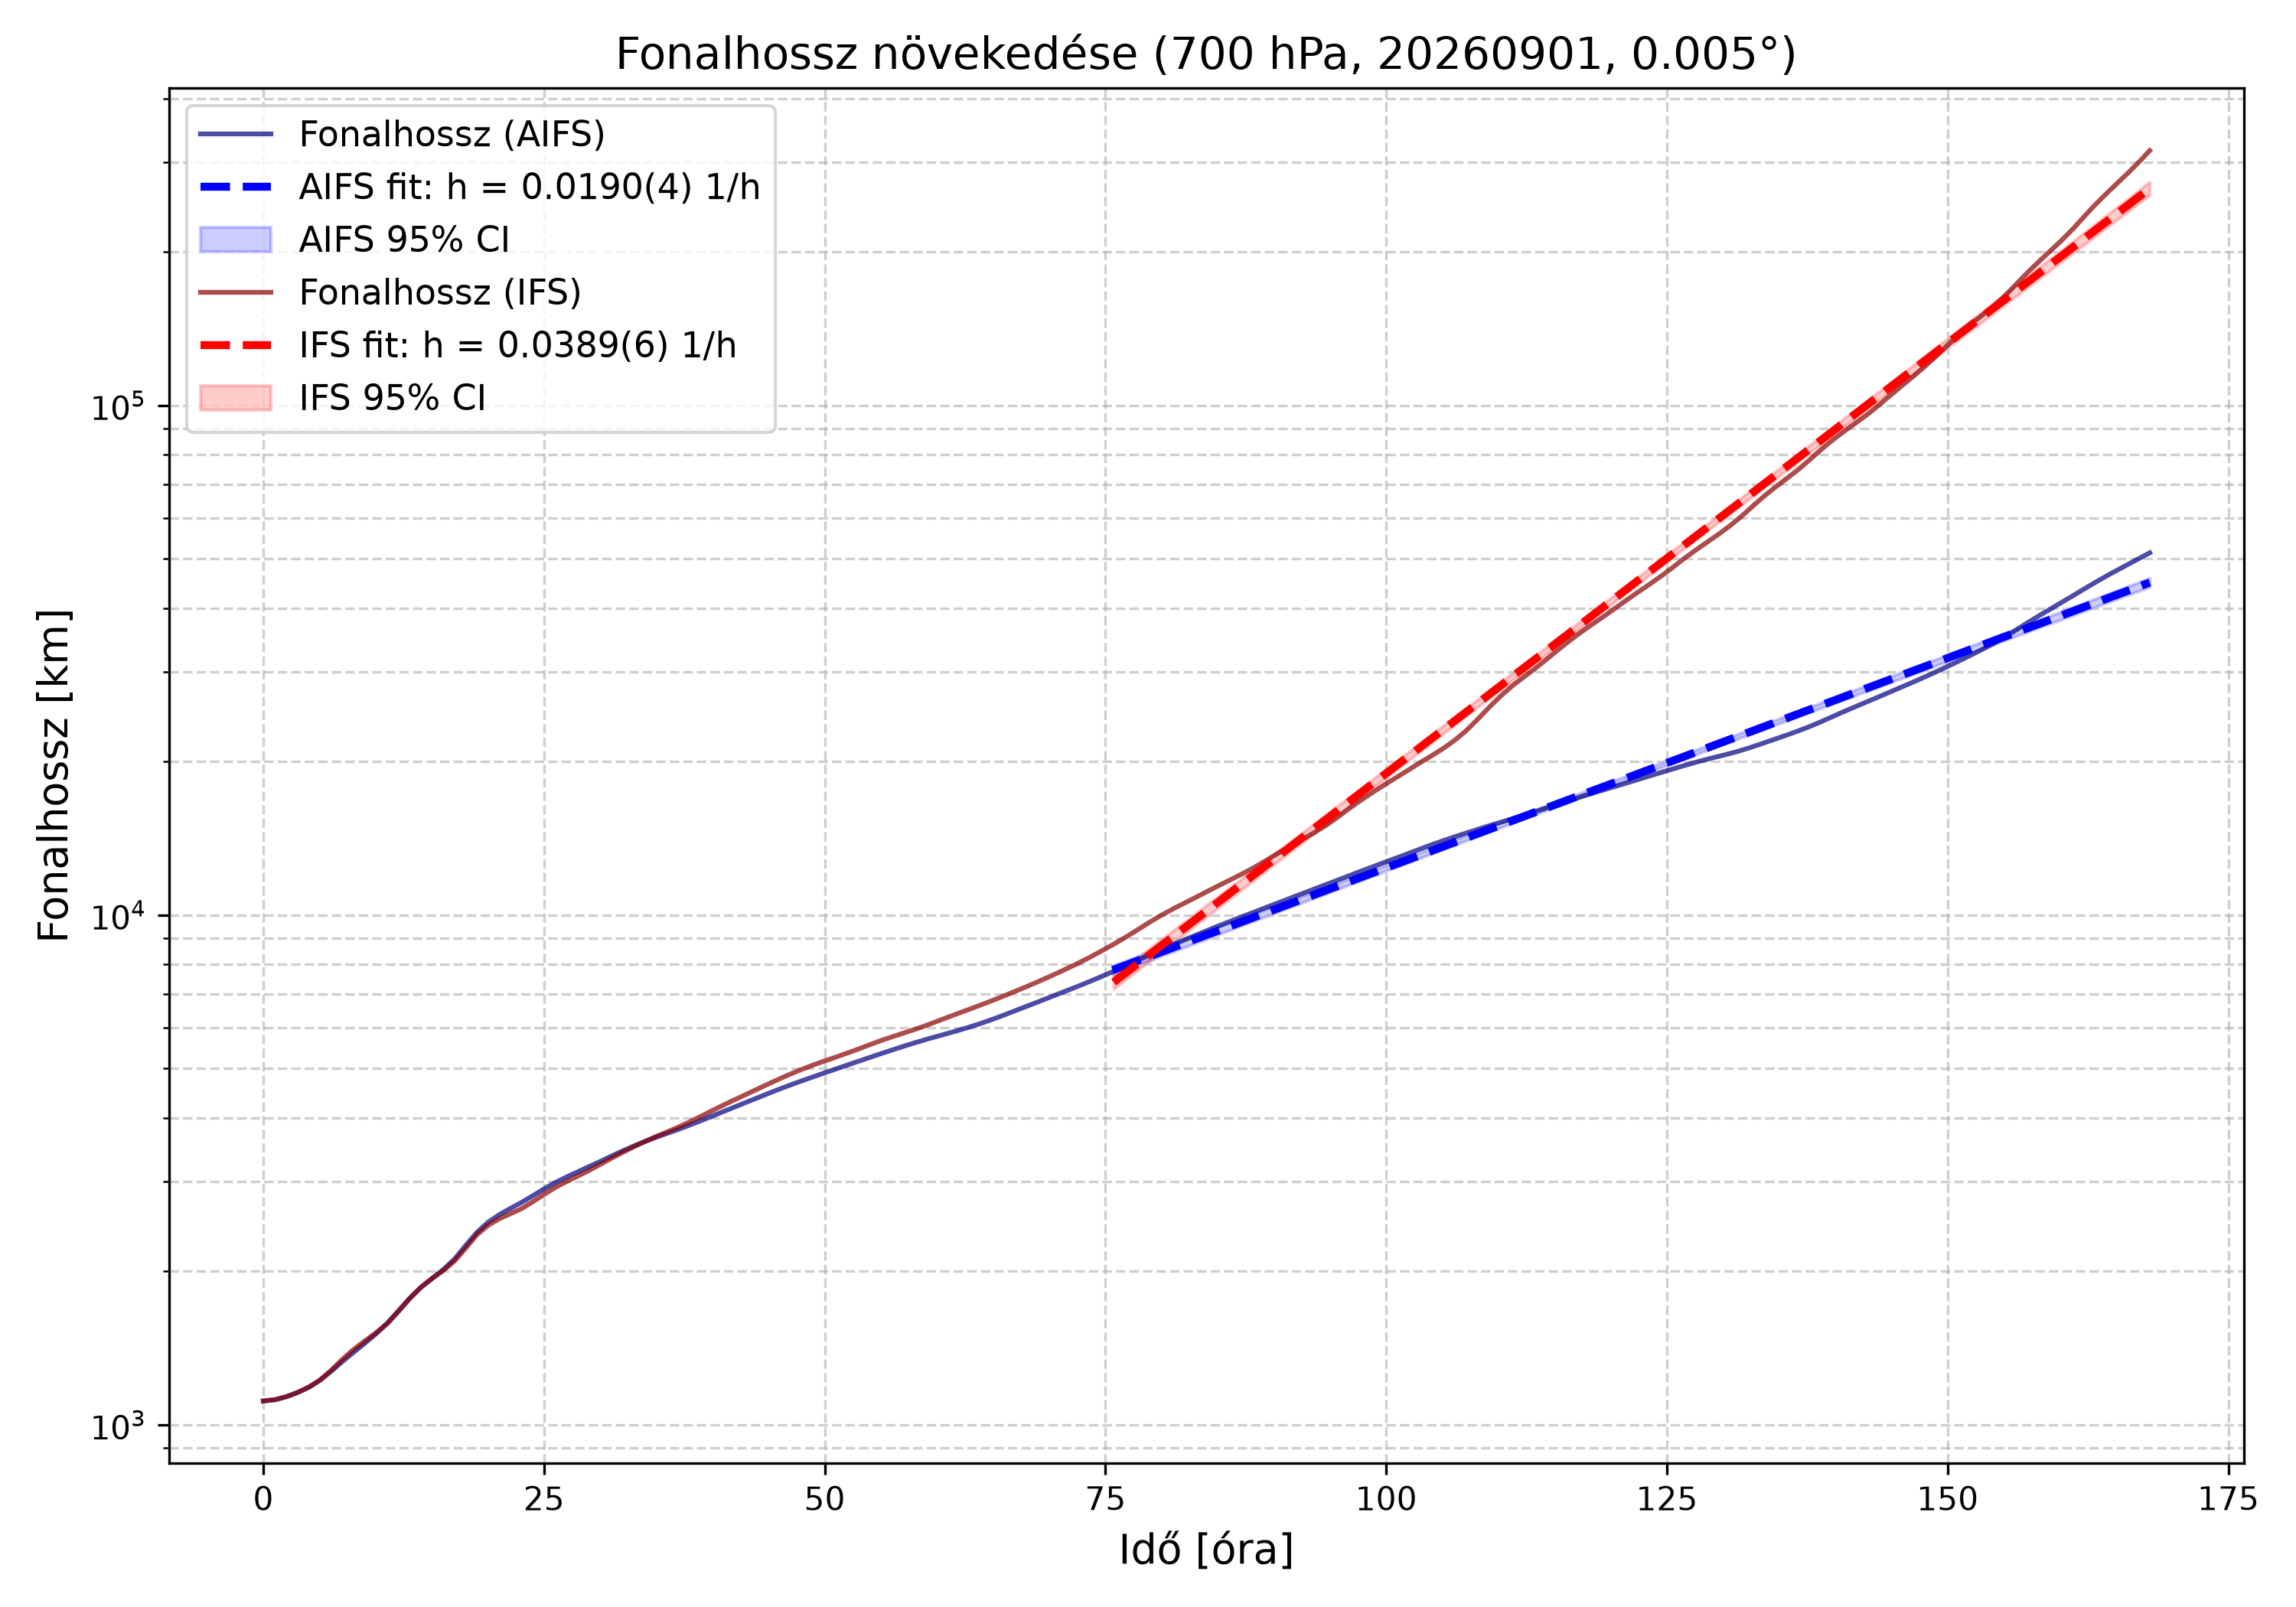 Fonalhossz növekedése (700 hPa, 20260901, 0.005°)
Fonalhossz (AIFS)
AIFS fit: h = 0.0190(4) 1/h
AIFS 95% CI
Fonalhossz (IFS)
IFS fit: h = 0.0389(6) 1/h
IFS 95% CI
Fonalhossz [km]
10⁵
10⁴
10³
0 25 50 75 100 125 150 175
Idő [óra]